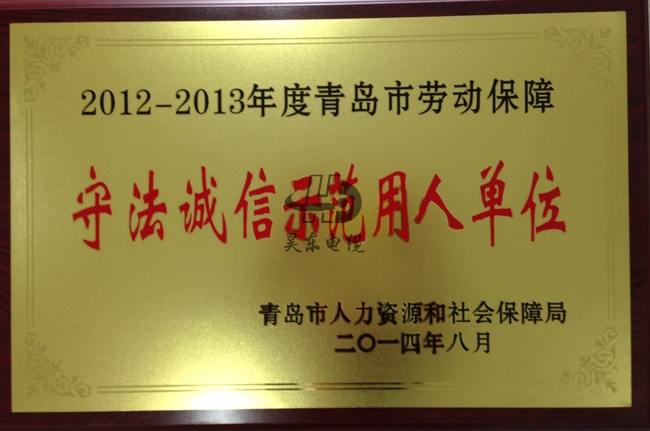 2012-2013年度青岛市劳动保障
守法诚信示范用人单位
昊东电缆
青岛市人力资源和社会保障局
二〇一四年八月